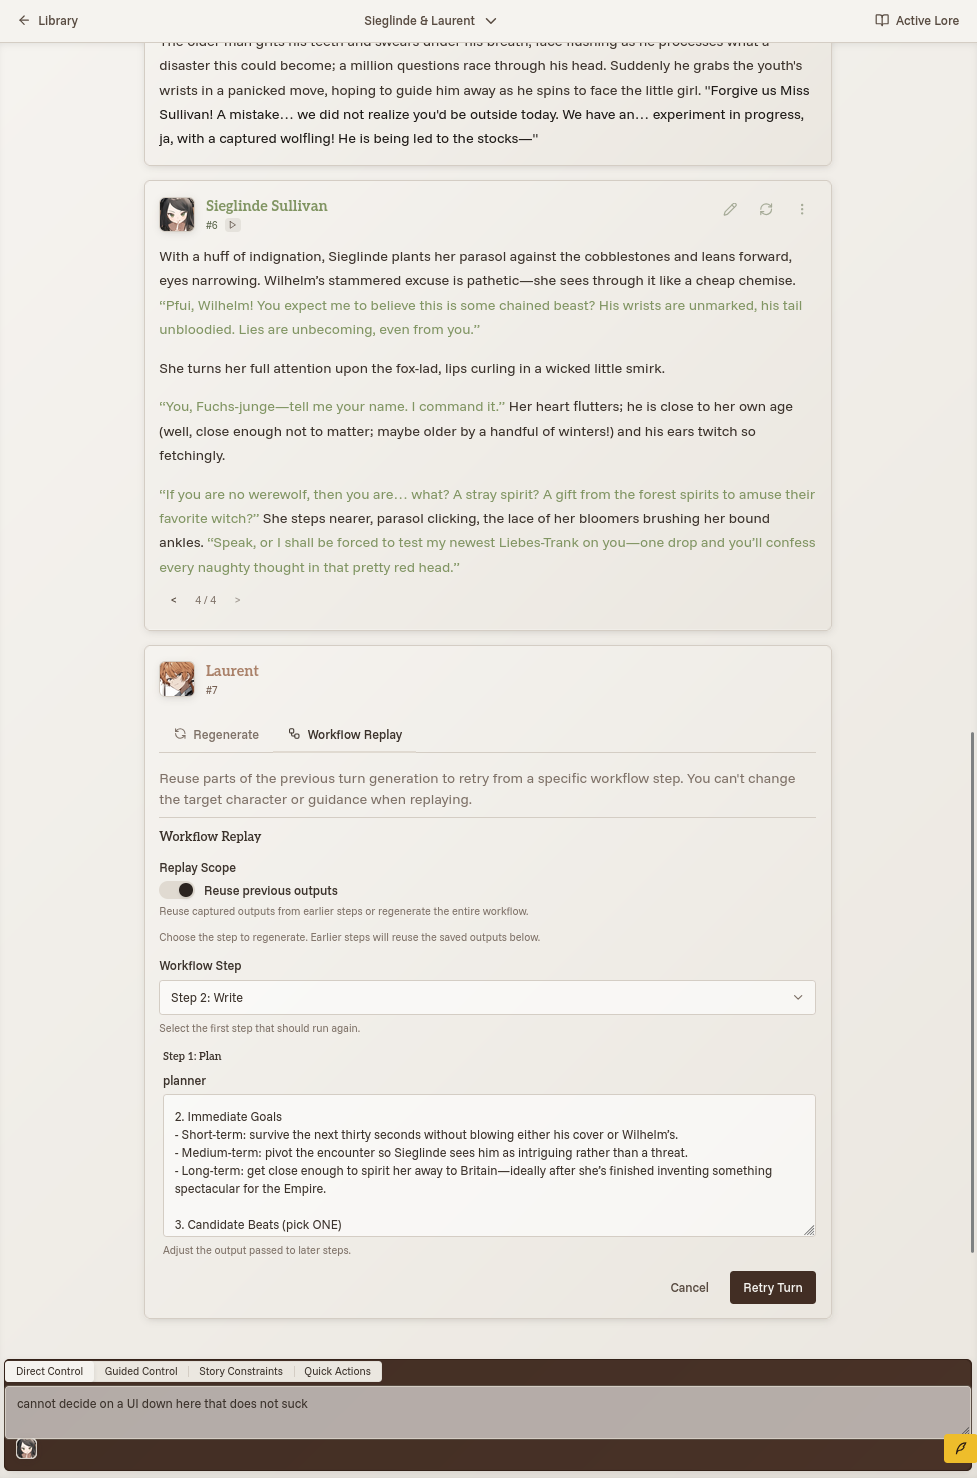 Library
Sieglinde & Laurent
Active Lore
The older man grits his teeth and swears under his breath, face flushing as he processes what a
disaster this could become; a million questions race through his head. Suddenly he grabs the youth's
wrists in a panicked move, hoping to guide him away as he spins to face the little girl. "Forgive us Miss
Sullivan! A mistake... we did not realize you'd be outside today. We have an... experiment in progress,
ja, with a captured wolfling! He is being led to the stocks—"
Sieglinde Sullivan
#6
With a huff of indignation, Sieglinde plants her parasol against the cobblestones and leans forward,
eyes narrowing. Wilhelm’s stammered excuse is pathetic—she sees through it like a cheap chemise.
“Pfui, Wilhelm! You expect me to believe this is some chained beast? His wrists are unmarked, his tail
unbloodied. Lies are unbecoming, even from you.”
She turns her full attention upon the fox-lad, lips curling in a wicked little smirk.
“You, Fuchs-junge—tell me your name. I command it.” Her heart flutters; he is close to her own age
(well, close enough not to matter; maybe older by a handful of winters!) and his ears twitch so
fetchingly.
“If you are no werewolf, then you are… what? A stray spirit? A gift from the forest spirits to amuse their
favorite witch?” She steps nearer, parasol clicking, the lace of her bloomers brushing her bound
ankles. “Speak, or I shall be forced to test my newest Liebes-Trank on you—one drop and you’ll confess
every naughty thought in that pretty red head.”
< 4 / 4 >
Laurent
#7
Regenerate
Workflow Replay
Reuse parts of the previous turn generation to retry from a specific workflow step. You can't change
the target character or guidance when replaying.
Workflow Replay
Replay Scope
Reuse previous outputs
Reuse captured outputs from earlier steps or regenerate the entire workflow.
Choose the step to regenerate. Earlier steps will reuse the saved outputs below.
Workflow Step
Step 2: Write
Select the first step that should run again.
Step 1: Plan
planner
2. Immediate Goals
- Short-term: survive the next thirty seconds without blowing either his cover or Wilhelm’s.
- Medium-term: pivot the encounter so Sieglinde sees him as intriguing rather than a threat.
- Long-term: get close enough to spirit her away to Britain—ideally after she’s finished inventing something
spectacular for the Empire.
3. Candidate Beats (pick ONE)
Adjust the output passed to later steps.
Cancel
Retry Turn
Direct Control
Guided Control
Story Constraints
Quick Actions
cannot decide on a UI down here that does not suck